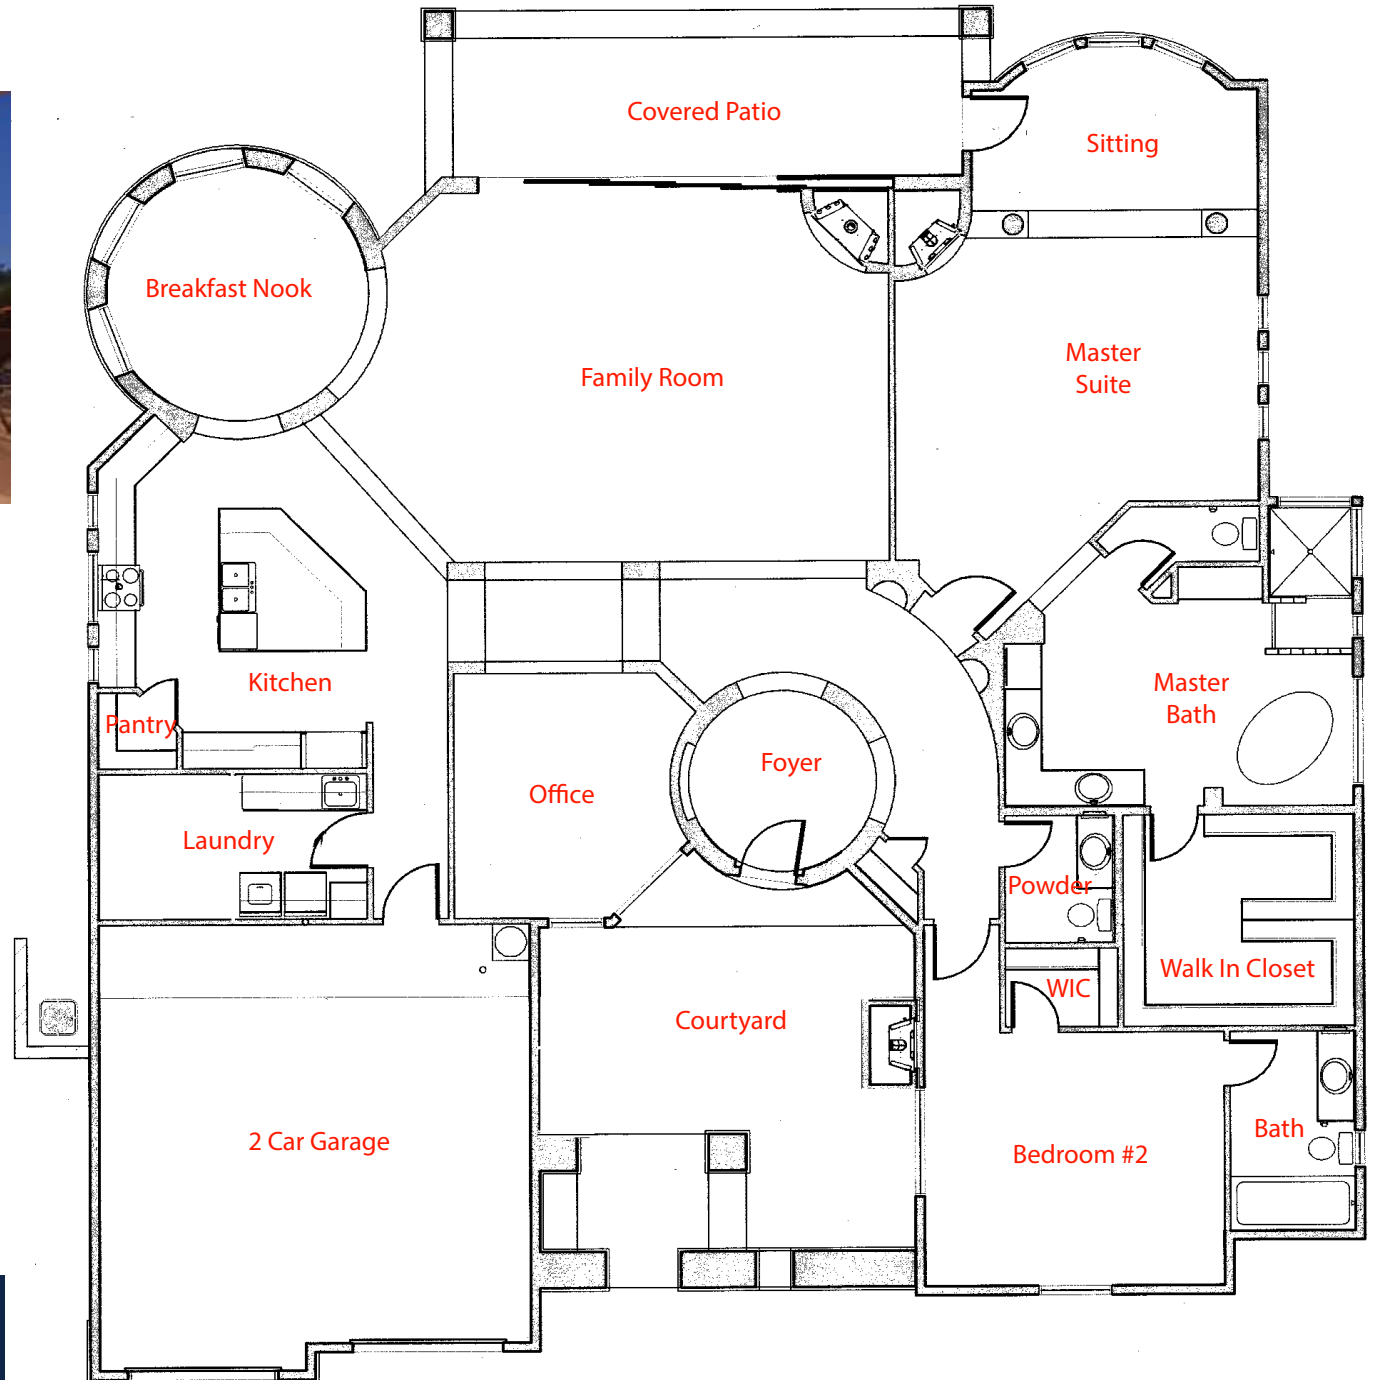 Covered Patio
Sitting
Breakfast Nook
Family Room
Master
Suite
Kitchen
Pantry
Master
Bath
Foyer
Office
Laundry
Powder
Walk In Closet
WIC
Courtyard
2 Car Garage
Bedroom #2
Bath